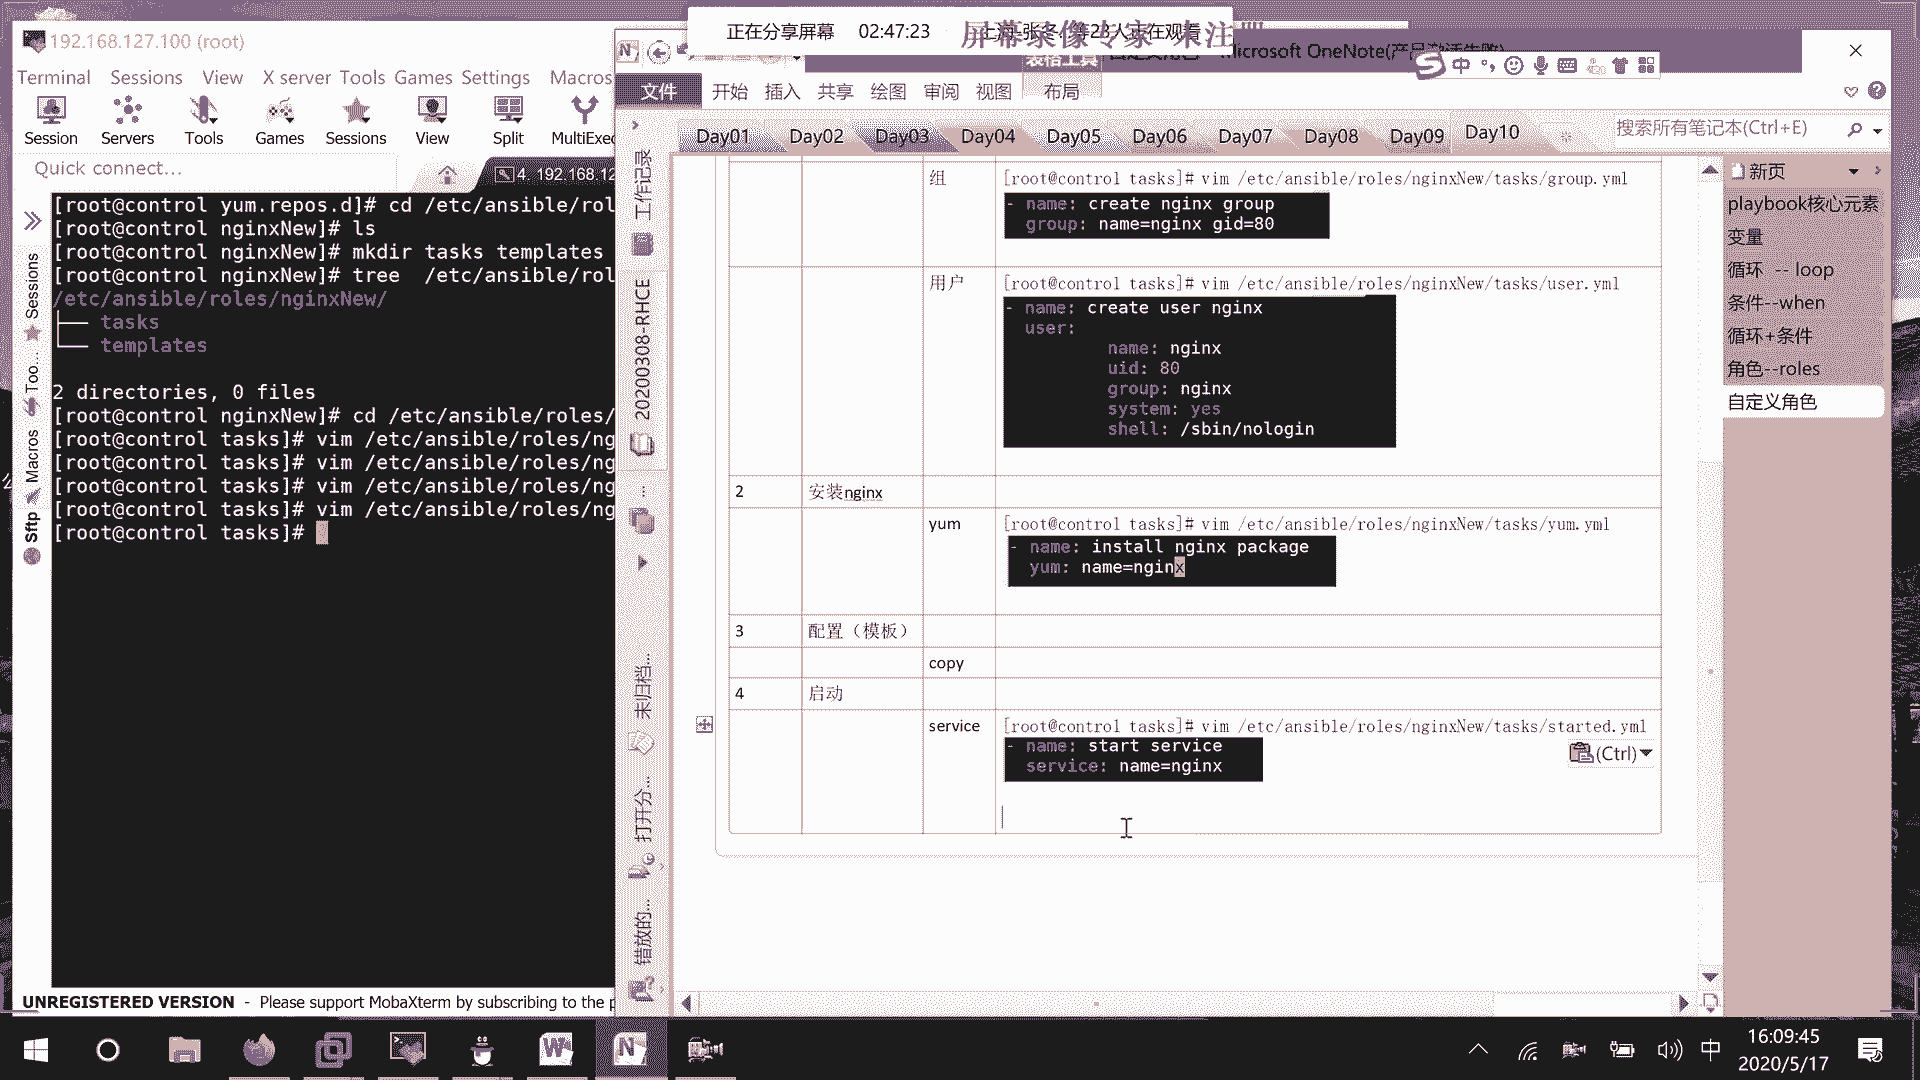 192.168.127.100 (root)
正在分享屏幕 02:47:23
屏幕录像专家 未注册
Microsoft OneNote(产品激活失败)
表格工具
Terminal Sessions View X server Tools Games Settings Macros
Session Servers Tools Games Sessions View Split MultiExec
Quick connect...
4. 192.168.12
文件 开始 插入 共享 绘图 审阅 视图 布局
Day01 Day02 Day03 Day04 Day05 Day06 Day07 Day08 Day09 Day10
搜索所有笔记本(Ctrl+E)
中
[root@control yum.repos.d]# cd /etc/ansible/rol
[root@control nginxNew]# ls
[root@control nginxNew]# mkdir tasks templates
[root@control nginxNew]# tree  /etc/ansible/rol
/etc/ansible/roles/nginxNew/
├── tasks
└── templates
2 directories, 0 files
[root@control nginxNew]# cd /etc/ansible/roles/
[root@control tasks]# vim /etc/ansible/roles/ng
[root@control tasks]# vim /etc/ansible/roles/ng
[root@control tasks]# vim /etc/ansible/roles/ng
[root@control tasks]# vim /etc/ansible/roles/ng
[root@control tasks]#
Sessions
Too...
Macros
Sftp
UNREGISTERED VERSION - Please support MobaXterm by subscribing to the p
工作记录
20200308-RHCE
未归档...
打开分...
错放的...
组 [root@control tasks]# vim /etc/ansible/roles/nginxNew/tasks/group.yml
- name: create nginx group
group: name=nginx gid=80
用户 [root@control tasks]# vim /etc/ansible/roles/nginxNew/tasks/user.yml
- name: create user nginx
user:
name: nginx
uid: 80
group: nginx
system: yes
shell: /sbin/nologin
2 安装nginx
yum [root@control tasks]# vim /etc/ansible/roles/nginxNew/tasks/yum.yml
- name: install nginx package
yum: name=nginx
3 配置（模板）
copy
4 启动
service [root@control tasks]# vim /etc/ansible/roles/nginxNew/tasks/started.yml
- name: start service
service: name=nginx
(Ctrl)
新页
playbook核心元素
变量
循环 -- loop
条件--when
循环+条件
角色--roles
自定义角色
中
16:09:45
2020/5/17